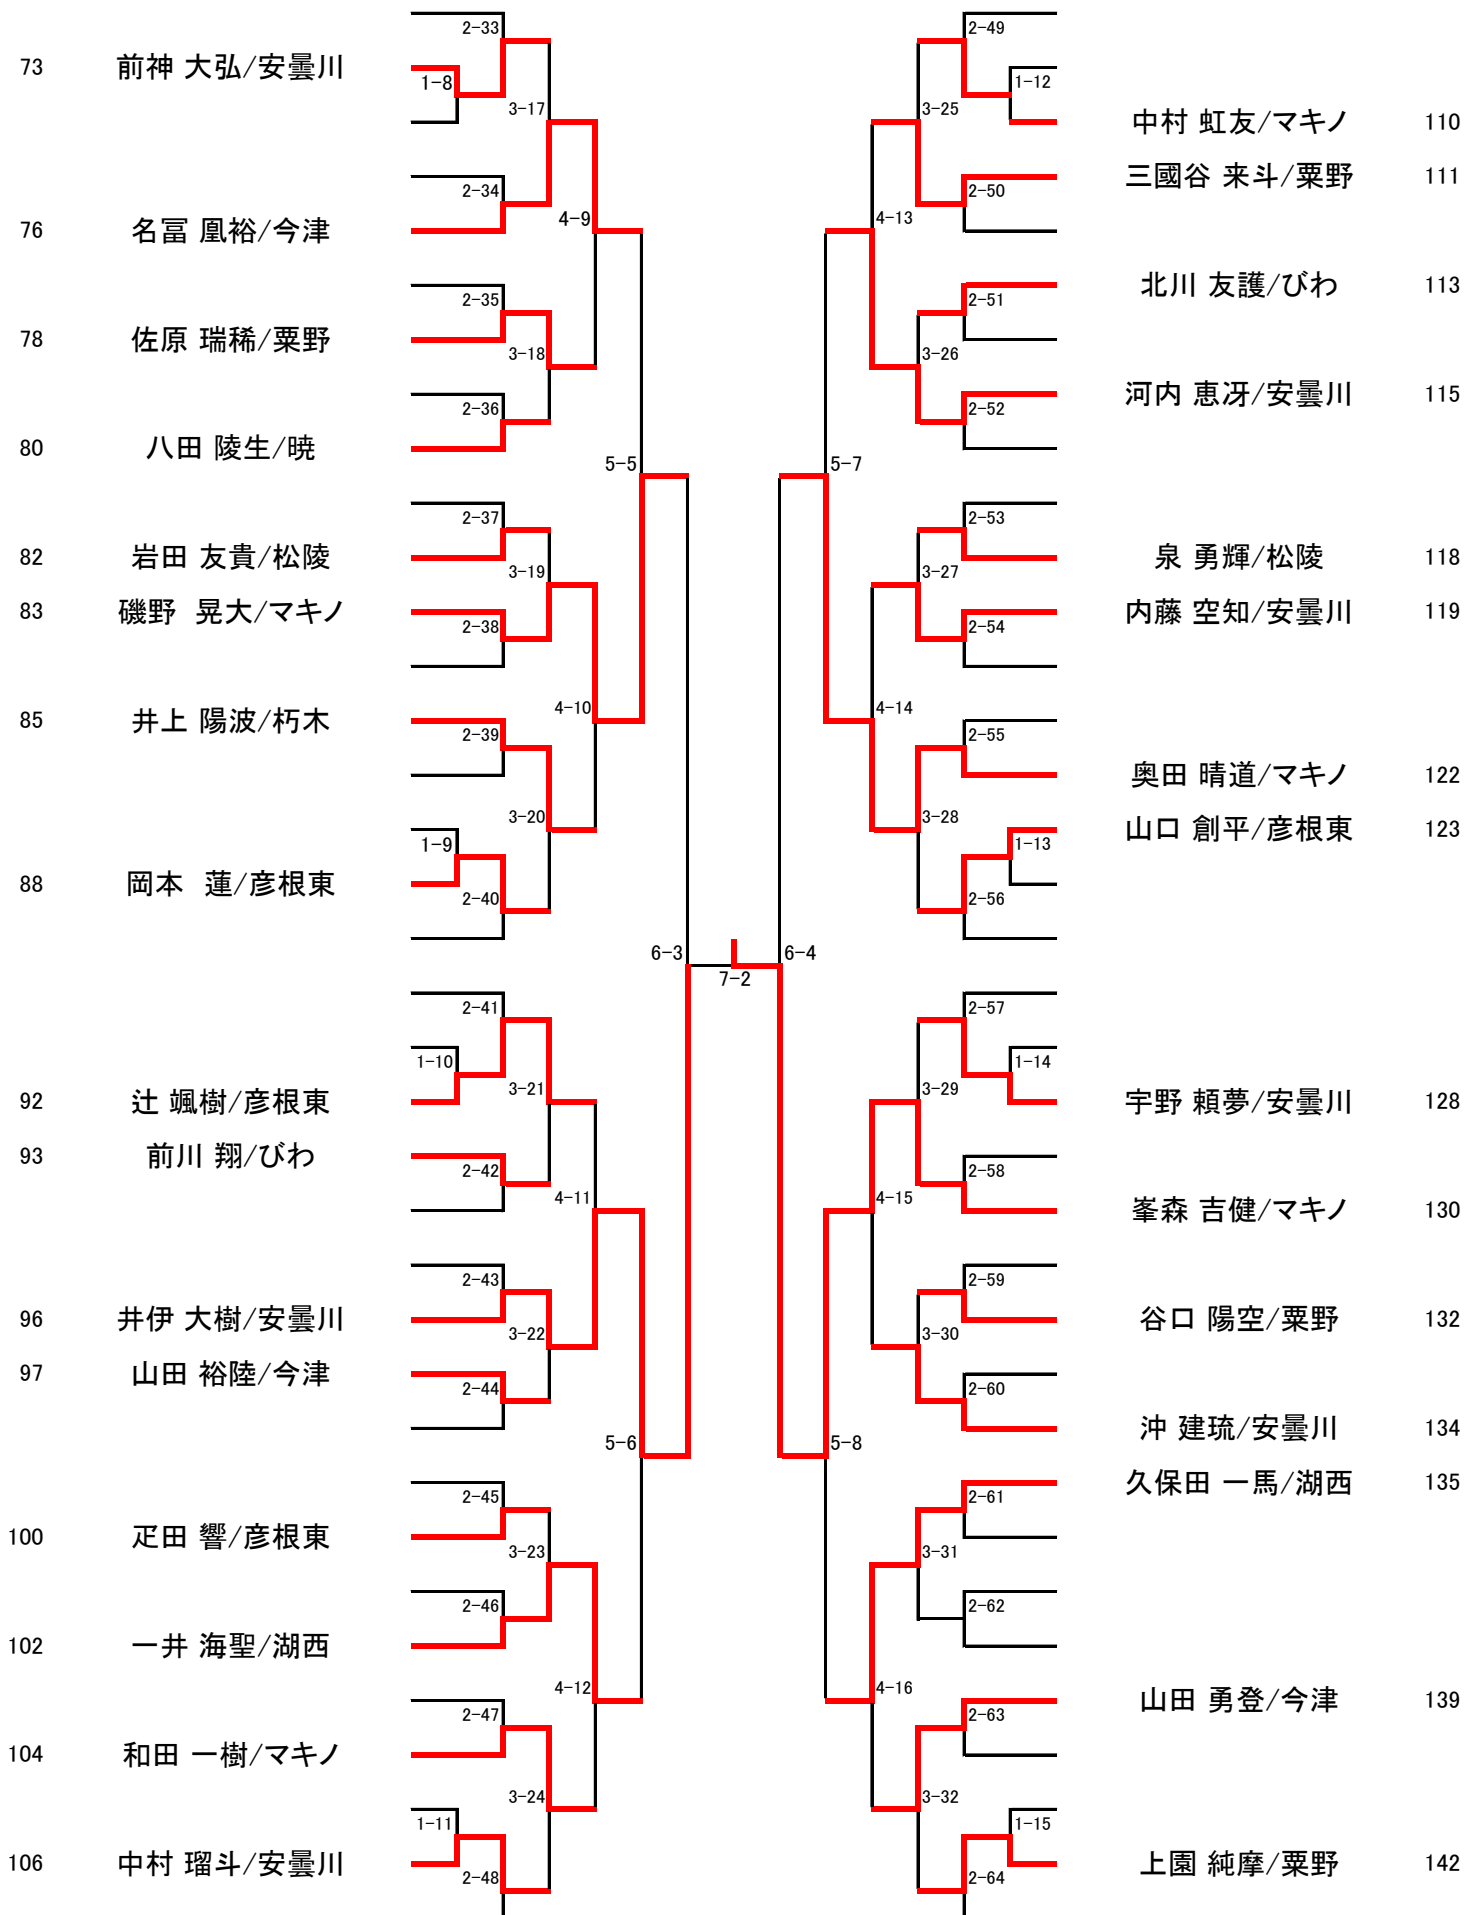 2-33
73 前神 大弘/安曇川
1-8
3-17
2-34
76 名冨 凰裕/今津
4-9
2-35
78 佐原 瑞稀/粟野
3-18
2-36
80 八田 陵生/暁
5-5
2-37
82 岩田 友貴/松陵
3-19
83 磯野 晃大/マキノ
2-38
85 井上 陽波/朽木
4-10
2-39
3-20
1-9
88 岡本 蓮/彦根東
2-40
6-3
7-2
2-41
1-10
3-21
92 辻 颯樹/彦根東
93 前川 翔/びわ
2-42
4-11
2-43
96 井伊 大樹/安曇川
3-22
97 山田 裕陸/今津
2-44
5-6
2-45
100 疋田 響/彦根東
3-23
2-46
102 一井 海聖/湖西
4-12
2-47
104 和田 一樹/マキノ
3-24
1-11
106 中村 瑠斗/安曇川
2-48
2-49
1-12
3-25
中村 虹友/マキノ 110
三國谷 来斗/粟野 111
2-50
4-13
北川 友護/びわ 113
2-51
3-26
河内 恵冴/安曇川 115
2-52
5-7
2-53
泉 勇輝/松陵 118
3-27
内藤 空知/安曇川 119
2-54
4-14
2-55
奥田 晴道/マキノ 122
3-28
山口 創平/彦根東 123
1-13
2-56
6-4
2-57
1-14
3-29
宇野 頼夢/安曇川 128
2-58
4-15
峯森 吉健/マキノ 130
2-59
谷口 陽空/粟野 132
3-30
2-60
沖 建琉/安曇川 134
5-8
久保田 一馬/湖西 135
2-61
3-31
2-62
4-16
山田 勇登/今津 139
2-63
3-32
1-15
上園 純摩/粟野 142
2-64